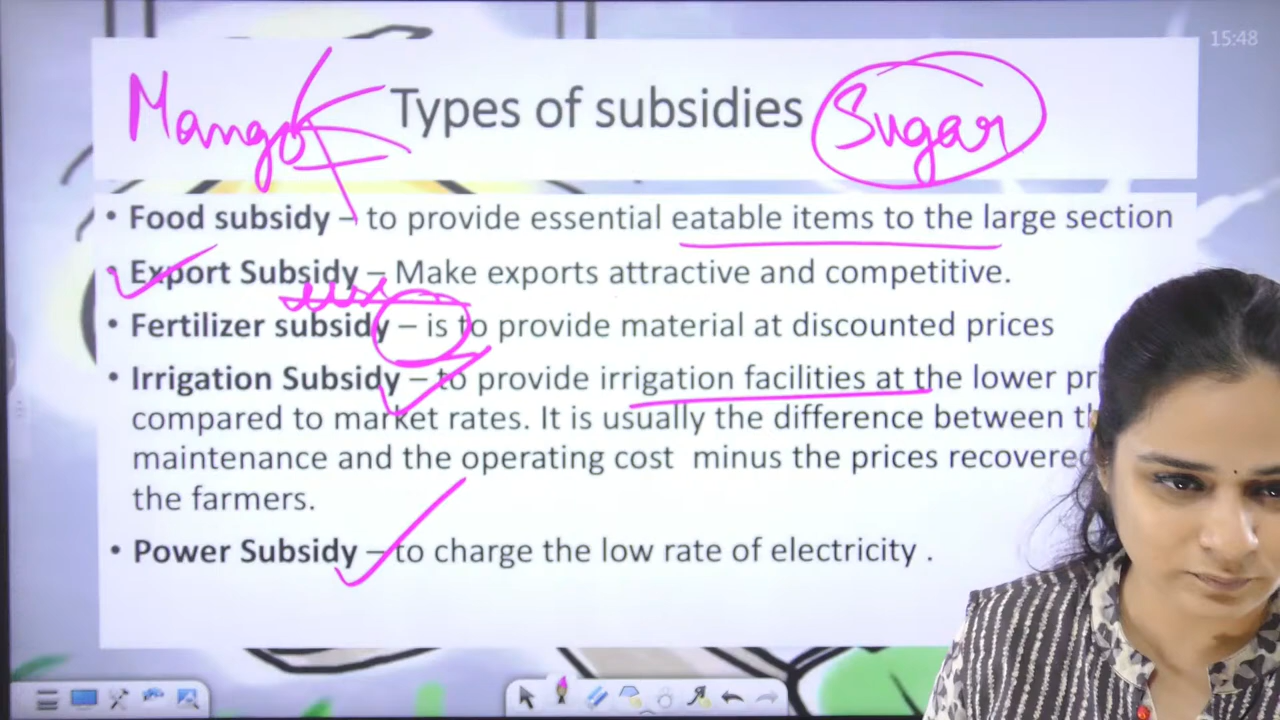 15:48
Mango Types of subsidies Sugar
• Food subsidy – to provide essential eatable items to the large section
• Export Subsidy – Make exports attractive and competitive.
• Fertilizer subsidy – is to provide material at discounted prices
• Irrigation Subsidy – to provide irrigation facilities at the lower
compared to market rates. It is usually the difference between
maintenance and the operating cost minus the prices recovered
the farmers.
• Power Subsidy – to charge the low rate of electricity .